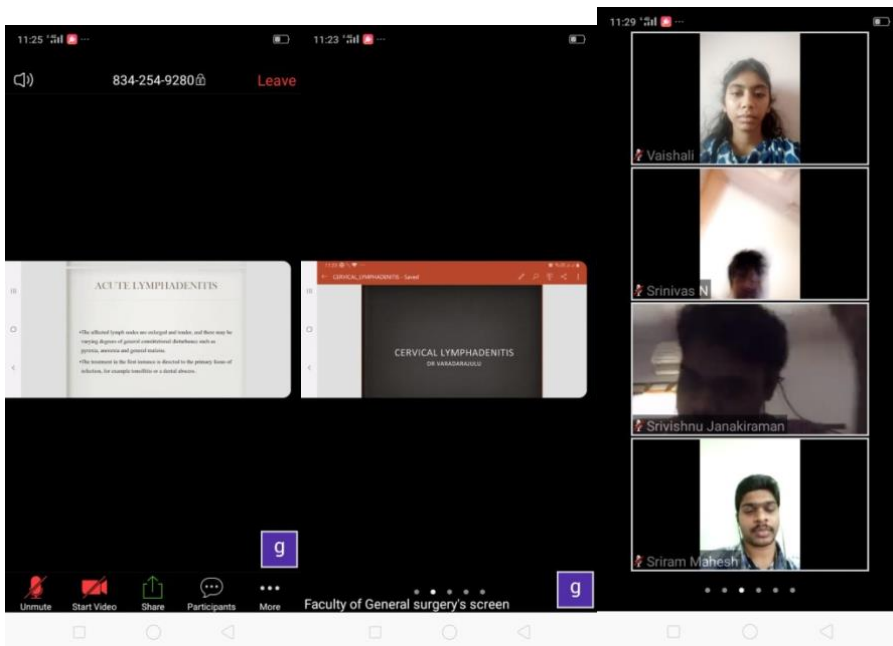 11:25
834-254-9280
Leave
ACUTE LYMPHADENITIS
•The affected lymph nodes are enlarged and tender, and there may be
varying degrees of general constitutional disturbance such as
pyrexia, anorexia and general malaise.
•The treatment in the first instance is directed to the primary focus of
infection, for example tonsillitis or a dental abscess.
g
Unmute
Start Video
Share
Participants
More
11:23
CERVICAL_LYMPHADENITIS - Saved
CERVICAL LYMPHADENITIS
DR VARADARAJULU
g
Faculty of General surgery's screen
11:29
Vaishali
Srinivas N
Srivishnu Janakiraman
Sriram Mahesh